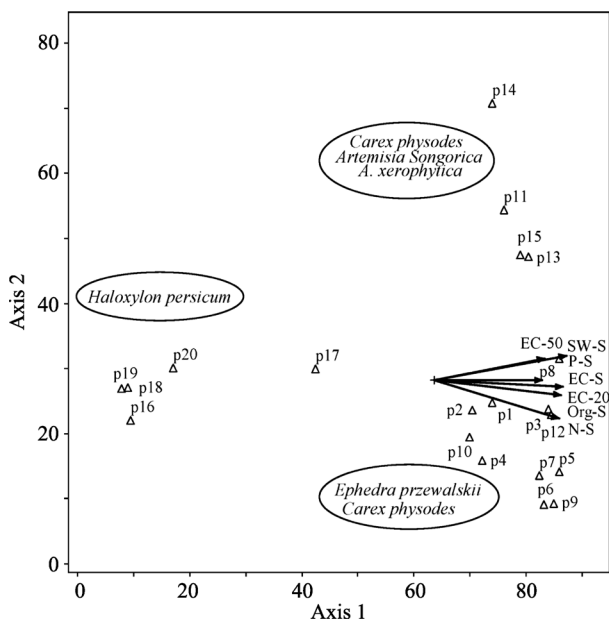 80
p14
Carex physodes
Artemisia Songorica
A. xerophytica
60
p11
p15
p13
Axis 2
40
Haloxylon persicum
p20
p17
EC-50
SW-S
P-S
p8
p19
p18
EC-S
EC-20
p16
p2
p1
Org-S
p3
20
p12
N-S
p10
p4
p7
p5
p6
p9
Ephedra przewalskii
Carex physodes
0
0
20
40
60
80
Axis 1